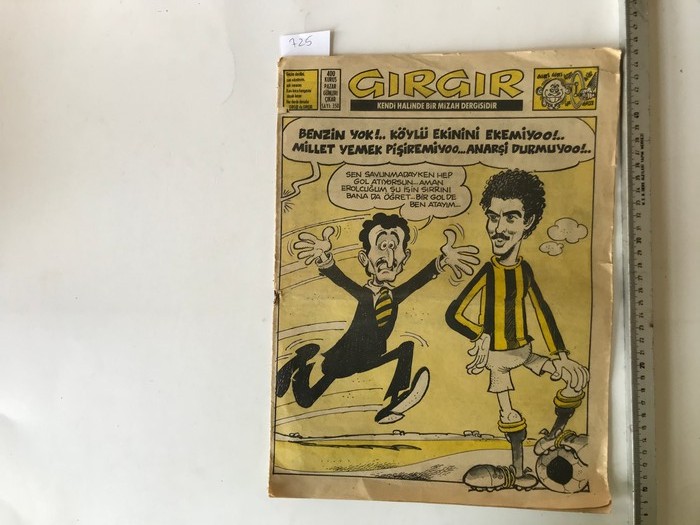 725
400
KURUŞ
PAZAR
GÜNLERİ
ÇIKAR
GIRGIR
KENDİ HALİNDE BİR MİZAH DERGİSİDİR
BENZİN YOK!.. KÖYLÜ EKİNİNİ EKEMİYOO!..
MİLLET YEMEK PİŞİREMİYOO... ANARŞİ DURMUYOO!..
SEN SAVUNMADAYKEN HEP
GOL ATIYORSUN... AMAN
EROLCUĞUM ŞU İŞİN SIRRINI
BANA DA ÖĞRET... BİR GOL DE
BEN ATAYIM...